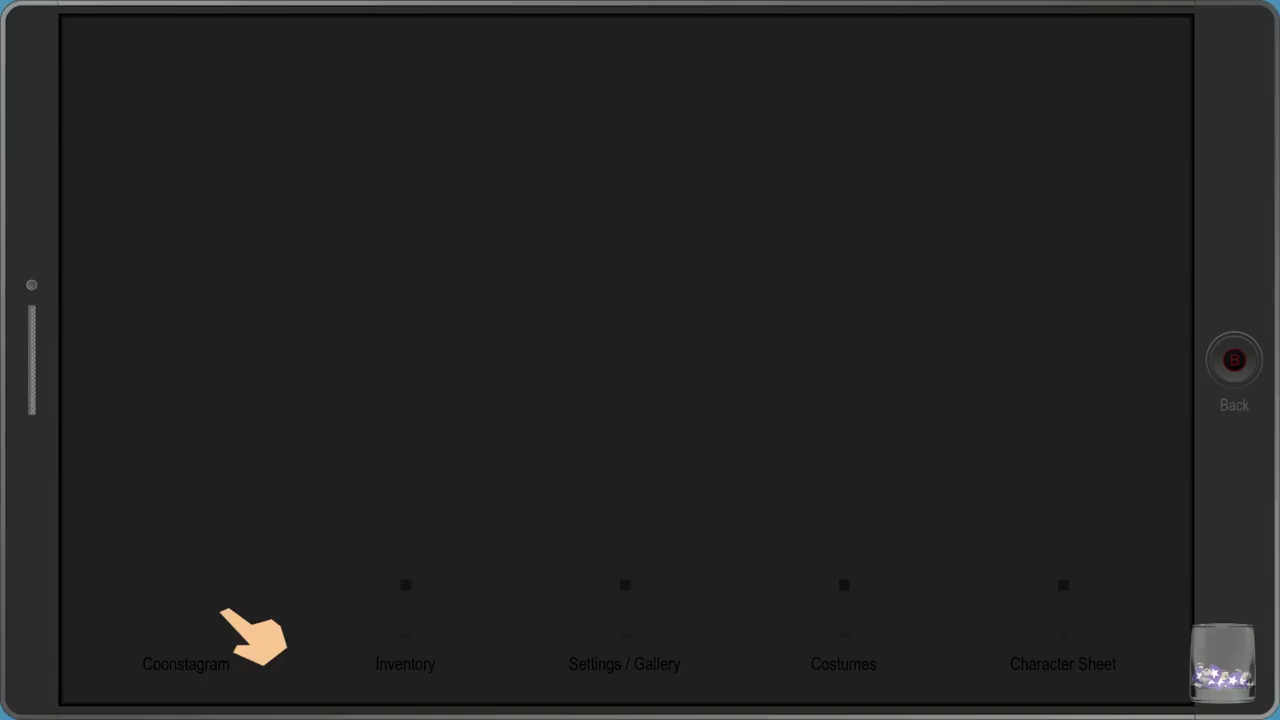 B
Back
Coonstagram
Inventory
Settings / Gallery
Costumes
Character Sheet